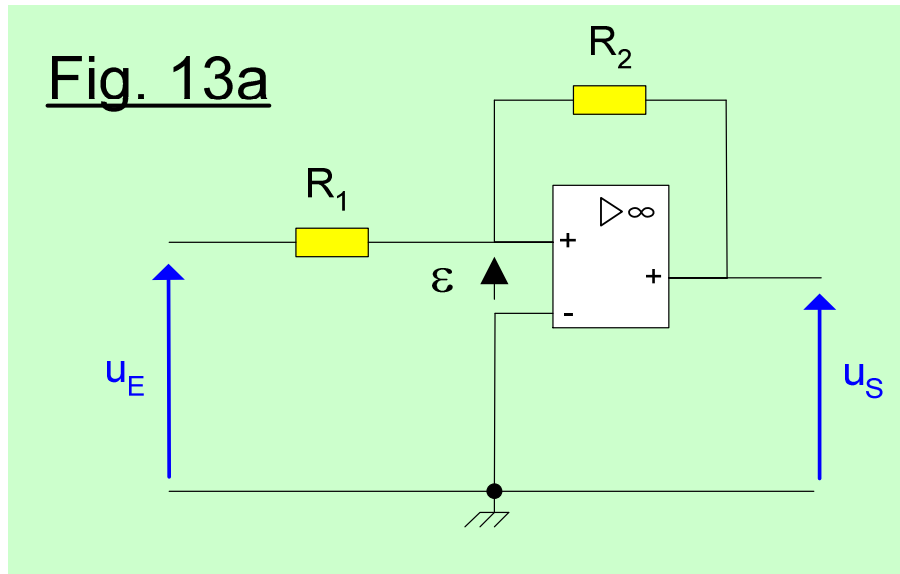 Fig. 13a
R2
R1
▷∞
+
ε
+
-
uE
uS